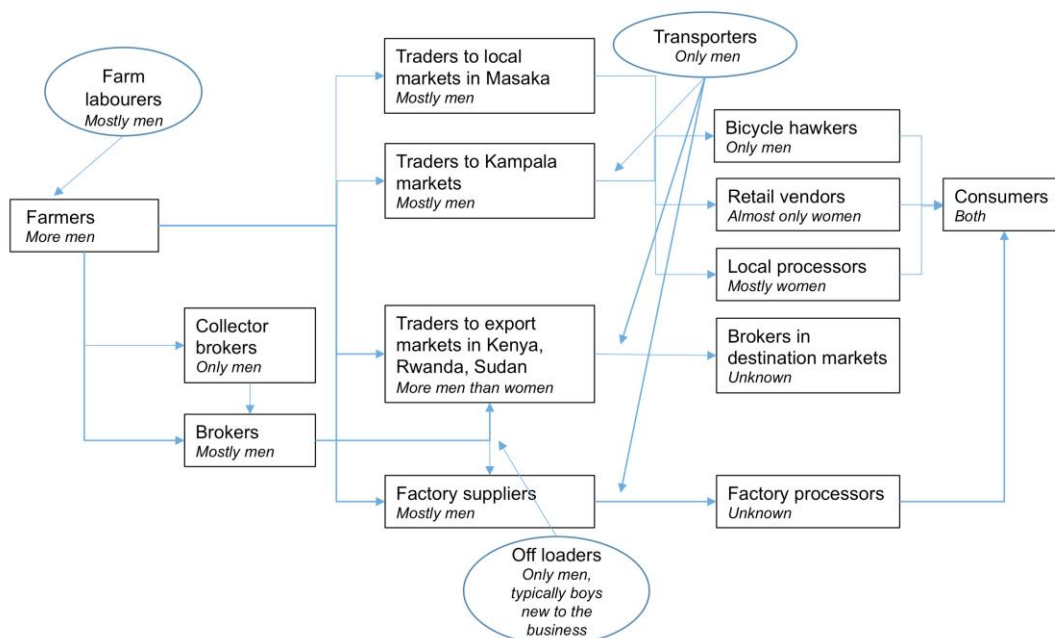 Farm
labourers
Mostly men
Farmers
More men
Collector
brokers
Only men
Brokers
Mostly men
Traders to local
markets in Masaka
Mostly men
Traders to Kampala
markets
Mostly men
Traders to export
markets in Kenya,
Rwanda, Sudan
More men than women
Factory suppliers
Mostly men
Off loaders
Only men,
typically boys
new to the
business
Transporters
Only men
Bicycle hawkers
Only men
Retail vendors
Almost only women
Local processors
Mostly women
Brokers in
destination markets
Unknown
Factory processors
Unknown
Consumers
Both